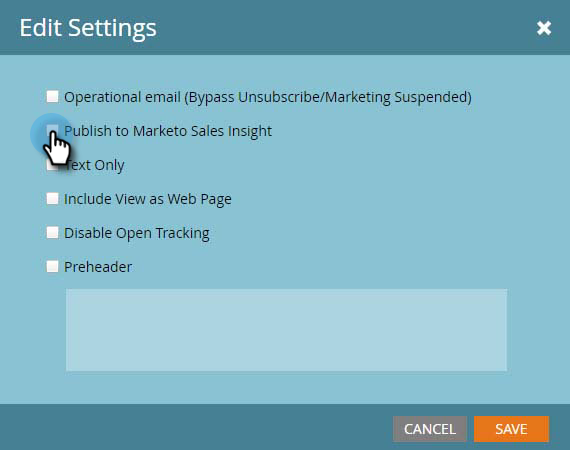 Edit Settings
Operational email (Bypass Unsubscribe/Marketing Suspended)
Publish to Marketo Sales Insight
Text Only
Include View as Web Page
Disable Open Tracking
Preheader
CANCEL SAVE